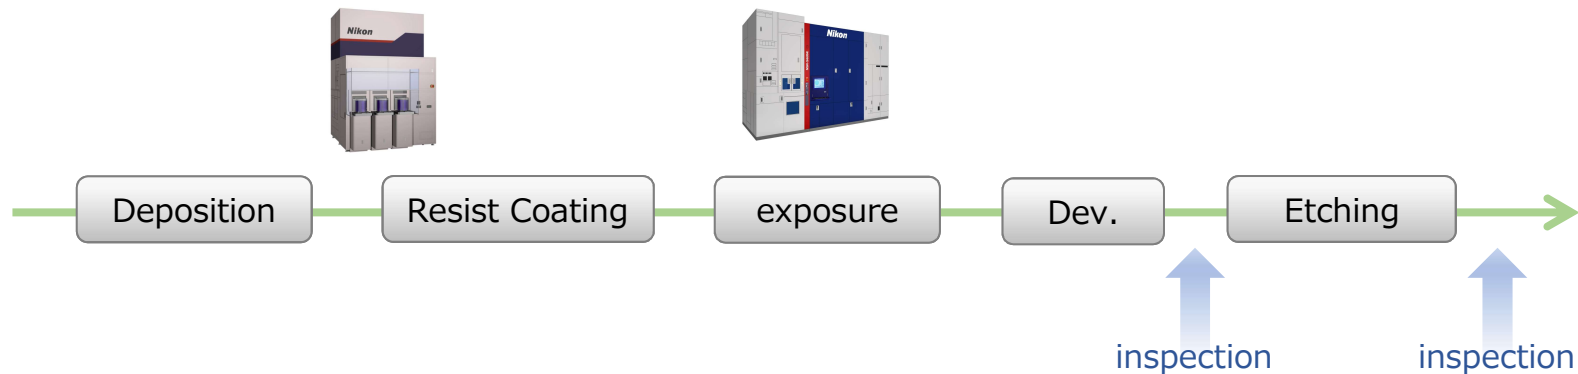 Nikon
Nikon
Deposition
Resist Coating
exposure
Dev.
Etching
inspection
inspection